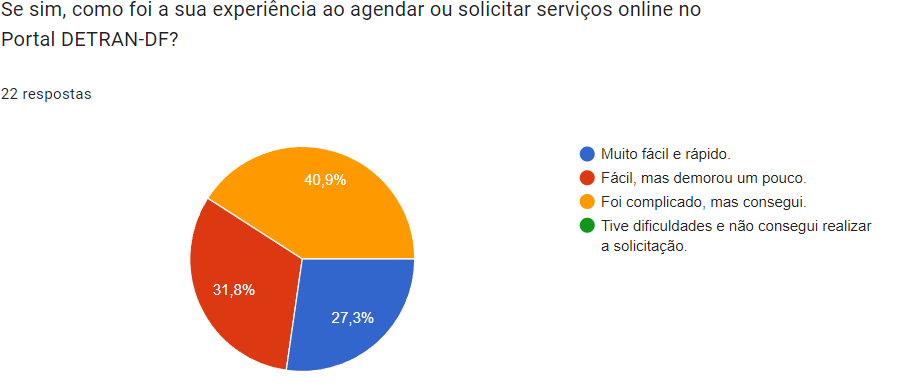 Se sim, como foi a sua experiência ao agendar ou solicitar serviços online no
Portal DETRAN-DF?
22 respostas
40,9%
31,8%
27,3%
Muito fácil e rápido.
Fácil, mas demorou um pouco.
Foi complicado, mas consegui.
Tive dificuldades e não consegui realizar
a solicitação.